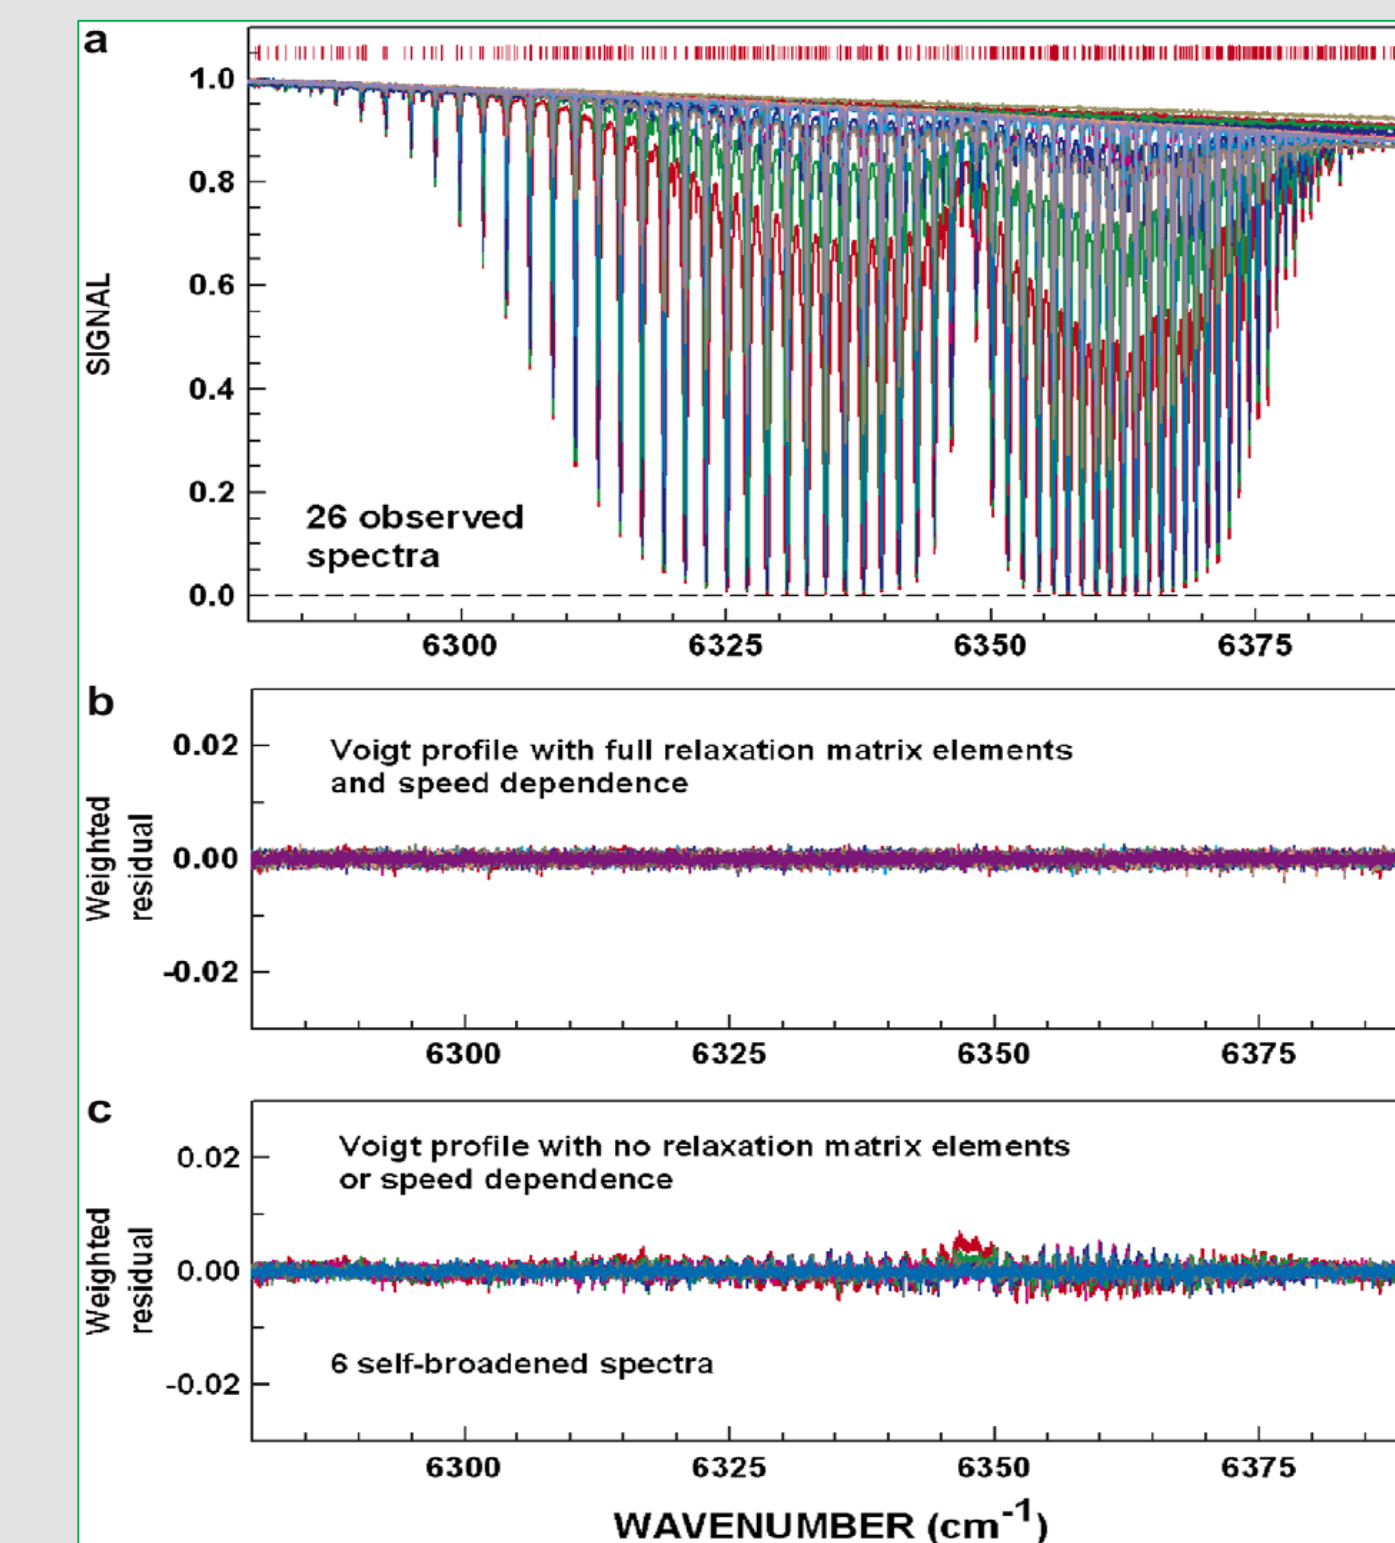 a
1.0
0.8
0.6
0.4
0.2
0.0
SIGNAL
26 observed
spectra
6300 6325 6350 6375
b
0.02
0.00
-0.02
Weighted
residual
Voigt profile with full relaxation matrix elements
and speed dependence
6300 6325 6350 6375
c
0.02
0.00
-0.02
Weighted
residual
Voigt profile with no relaxation matrix elements
or speed dependence
6 self-broadened spectra
6300 6325 6350 6375
WAVENUMBER (cm⁻¹)